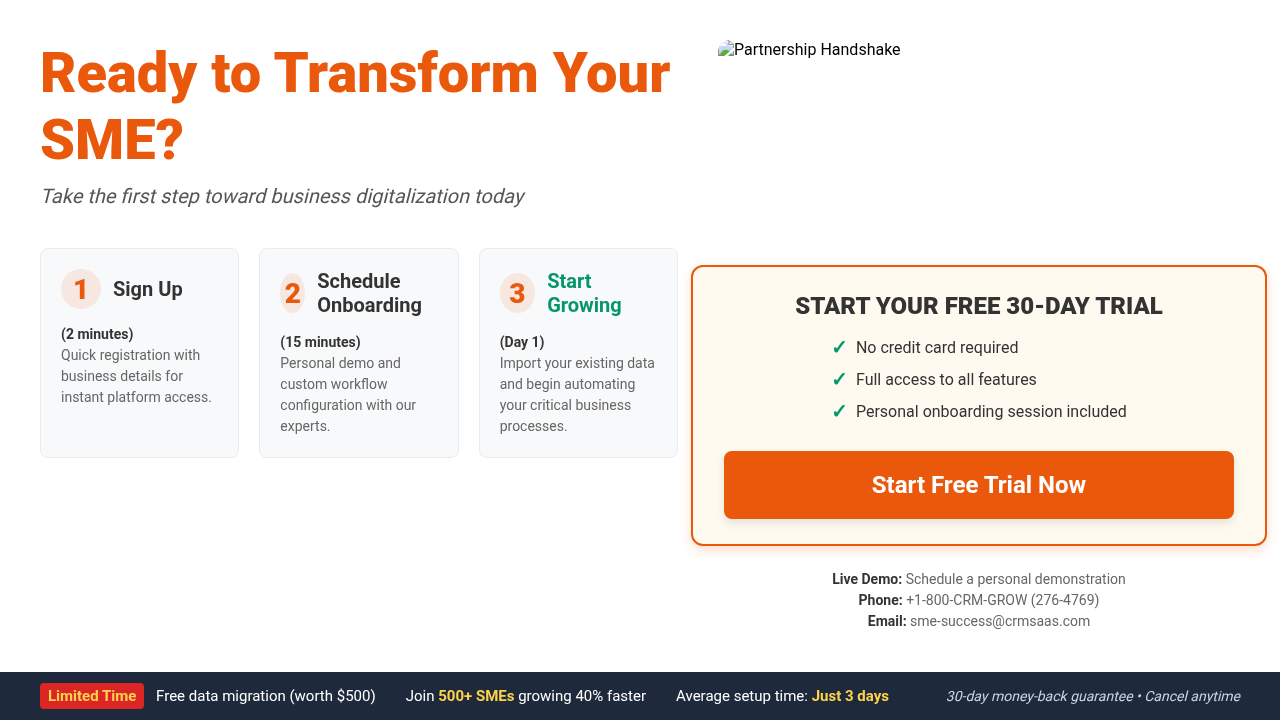 Ready to Transform Your
SME?
Take the first step toward business digitalization today
Partnership Handshake
1 Sign Up
(2 minutes)
Quick registration with
business details for
instant platform access.
2 Schedule
Onboarding
(15 minutes)
Personal demo and
custom workflow
configuration with our
experts.
3 Start
Growing
(Day 1)
Import your existing data
and begin automating
your critical business
processes.
START YOUR FREE 30-DAY TRIAL
✓ No credit card required
✓ Full access to all features
✓ Personal onboarding session included
Start Free Trial Now
Live Demo: Schedule a personal demonstration
Phone: +1-800-CRM-GROW (276-4769)
Email: sme-success@crmsaas.com
Limited Time Free data migration (worth $500) Join 500+ SMEs growing 40% faster Average setup time: Just 3 days 30-day money-back guarantee • Cancel anytime